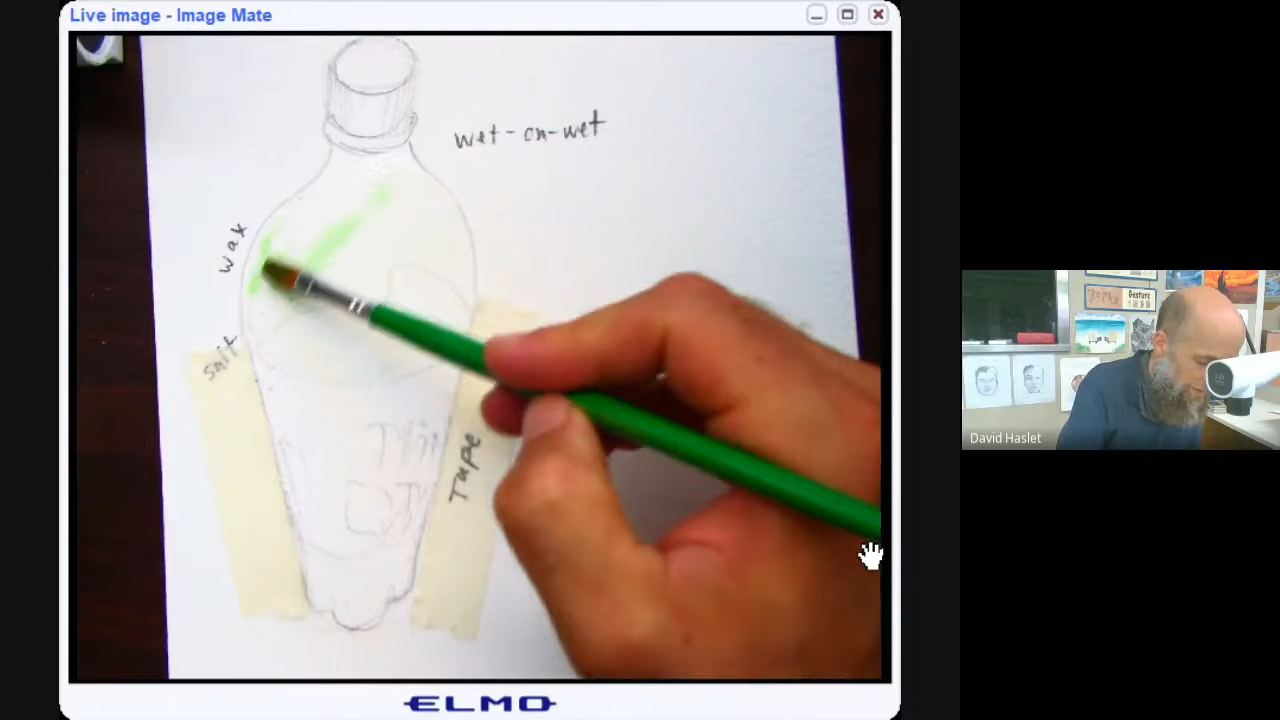 Live image - Image Mate
wet-on-wet
wax
salt
Tape
ELMO
Gesture
David Haslet